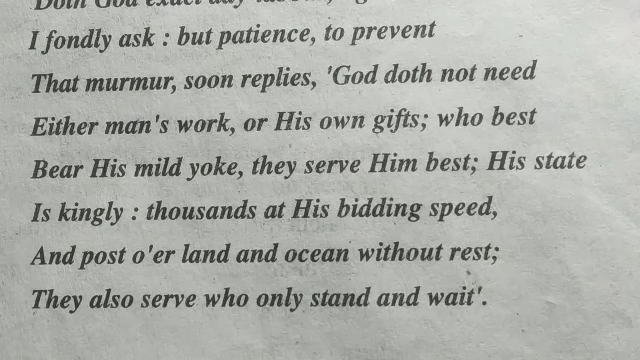 Doth God exact day
I fondly ask : but patience, to prevent
That murmur, soon replies, 'God doth not need
Either man's work, or His own gifts; who best
Bear His mild yoke, they serve Him best; His state
Is kingly : thousands at His bidding speed,
And post o'er land and ocean without rest;
They also serve who only stand and wait'.